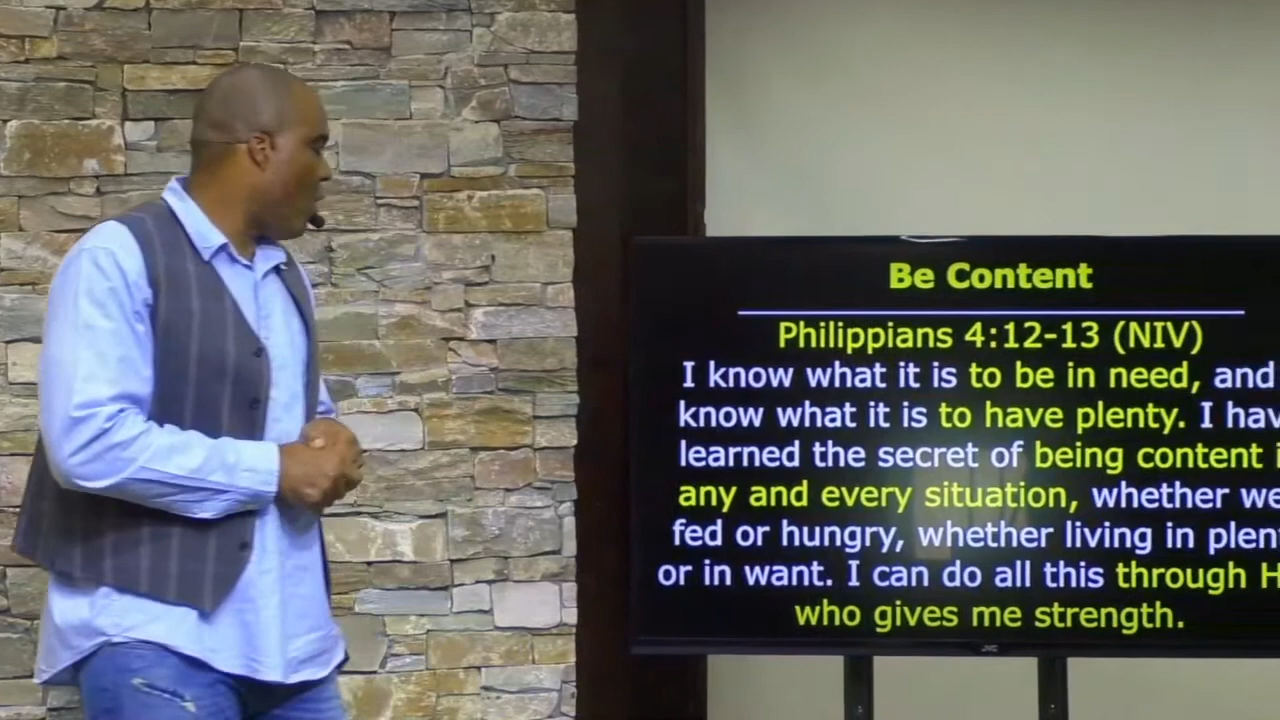 Be Content
Philippians 4:12-13 (NIV)
I know what it is to be in need, and
know what it is to have plenty. I hav
learned the secret of being content i
any and every situation, whether we
fed or hungry, whether living in plen
or in want. I can do all this through H
who gives me strength.
JVC